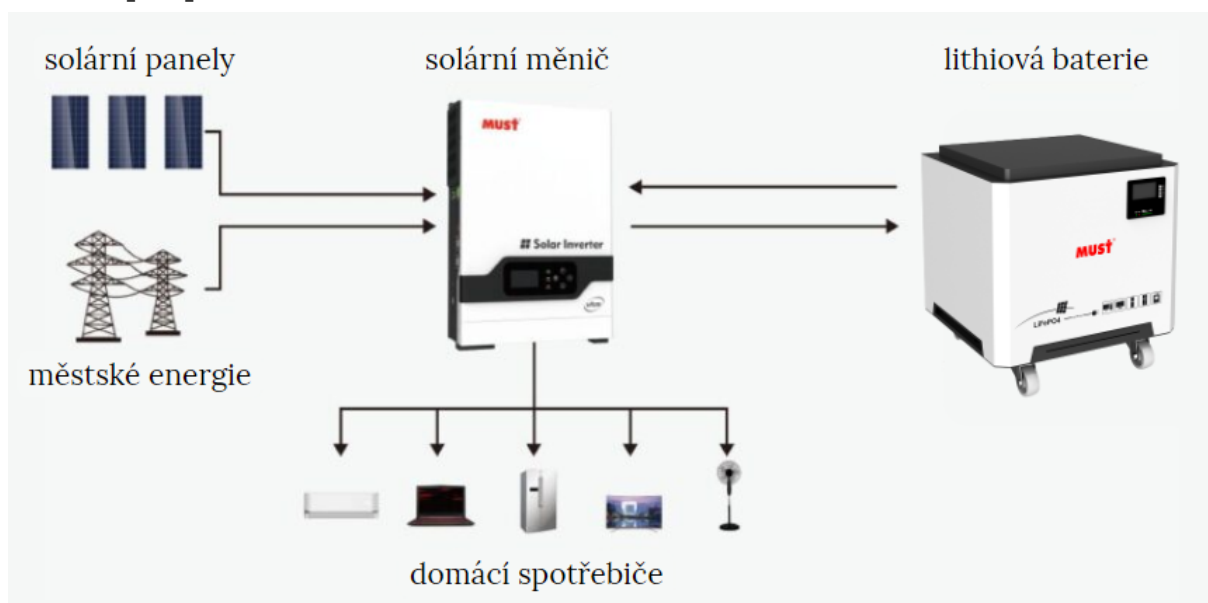 solární panely
solární měnič
lithiová baterie
MUST
Solar Inverter
MUST
LiFePO4
městské energie
domácí spotřebiče